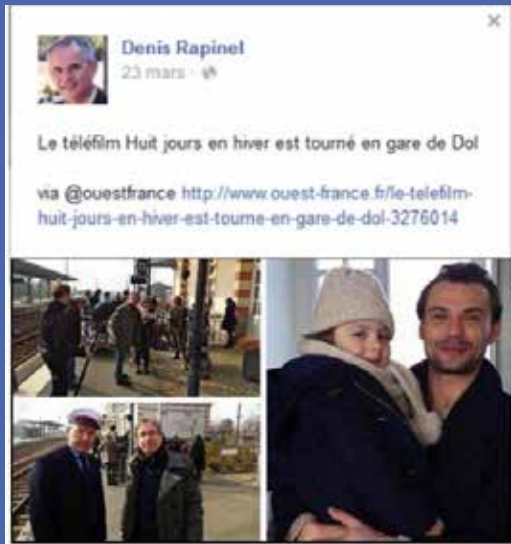 Denis Rapinel
23 mars
Le téléfilm Huit jours en hiver est tourné en gare de Dol
via @ouestfrance http://www.ouest-france.fr/le-telefilm-
huit-jours-en-hiver-est-tourne-en-gare-de-dol-3276014